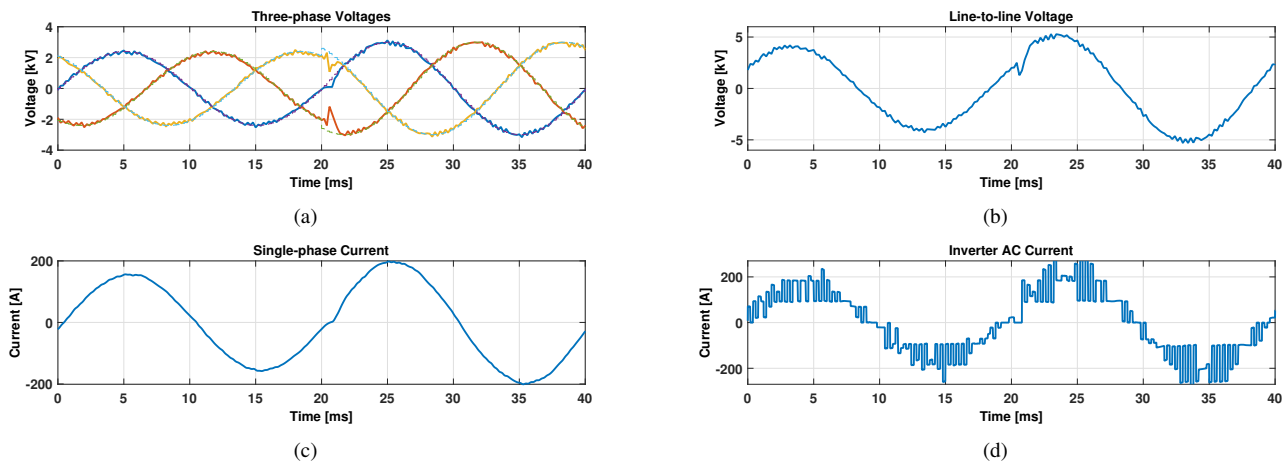 Three-phase Voltages
Voltage [kV]
4
2
0
-2
-4
0 5 10 15 20 25 30 35 40
Time [ms]
(a)
Line-to-line Voltage
Voltage [kV]
5
0
-5
0 5 10 15 20 25 30 35 40
Time [ms]
(b)
Single-phase Current
Current [A]
200
0
-200
0 5 10 15 20 25 30 35 40
Time [ms]
(c)
Inverter AC Current
Current [A]
200
0
-200
0 5 10 15 20 25 30 35 40
Time [ms]
(d)